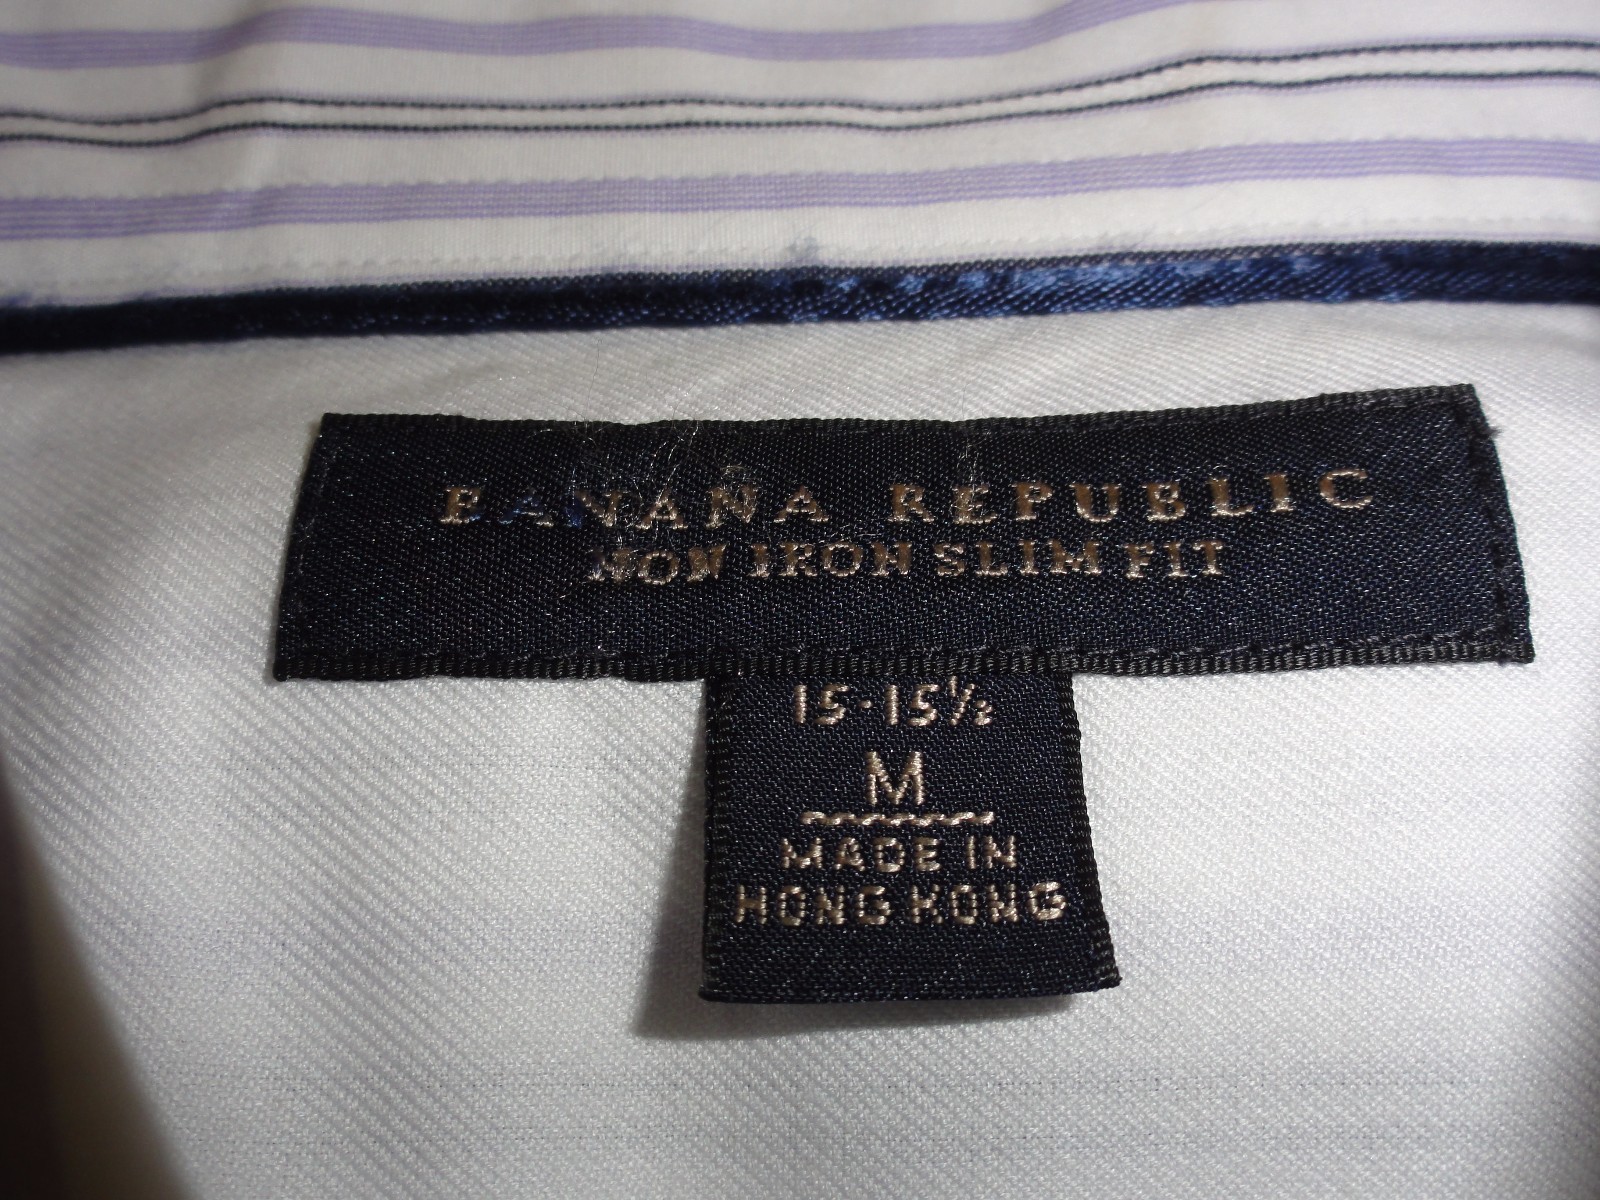 BANANA REPUBLIC
NON IRON SLIM FIT
15-15½
M
MADE IN
HONG KONG